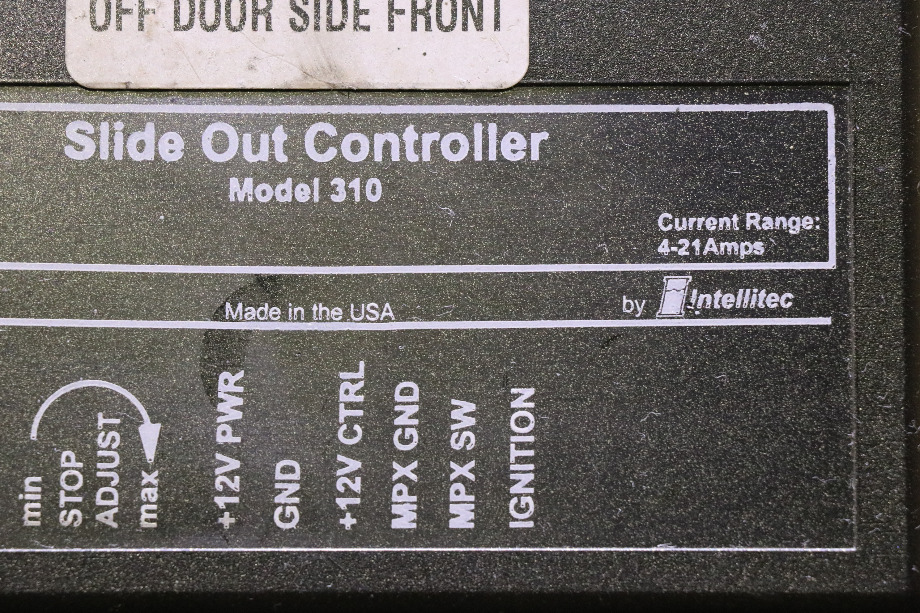 OFF DOOR SIDE FRONT
Slide Out Controller
Model 310
Current Range:
4-21Amps
Made in the USA
by Intellitec
min
STOP
ADJUST
max
+12V PWR
GND
+12V CTRL
MPX GND
MPX SW
IGNITION